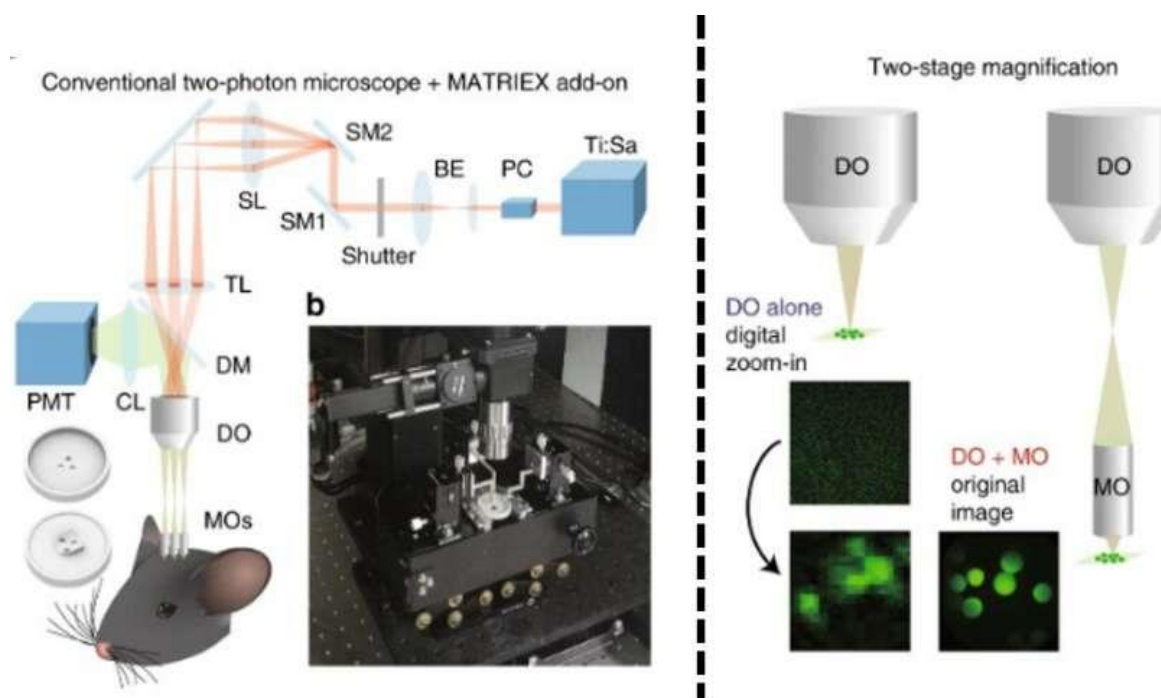 Conventional two-photon microscope + MATRIEX add-on
SM2
Ti:Sa
BE
PC
SL
SM1
Shutter
TL
b
DM
PMT
CL
DO
MOs
Two-stage magnification
DO
DO
DO alone
digital
zoom-in
DO + MO
original
image
MO